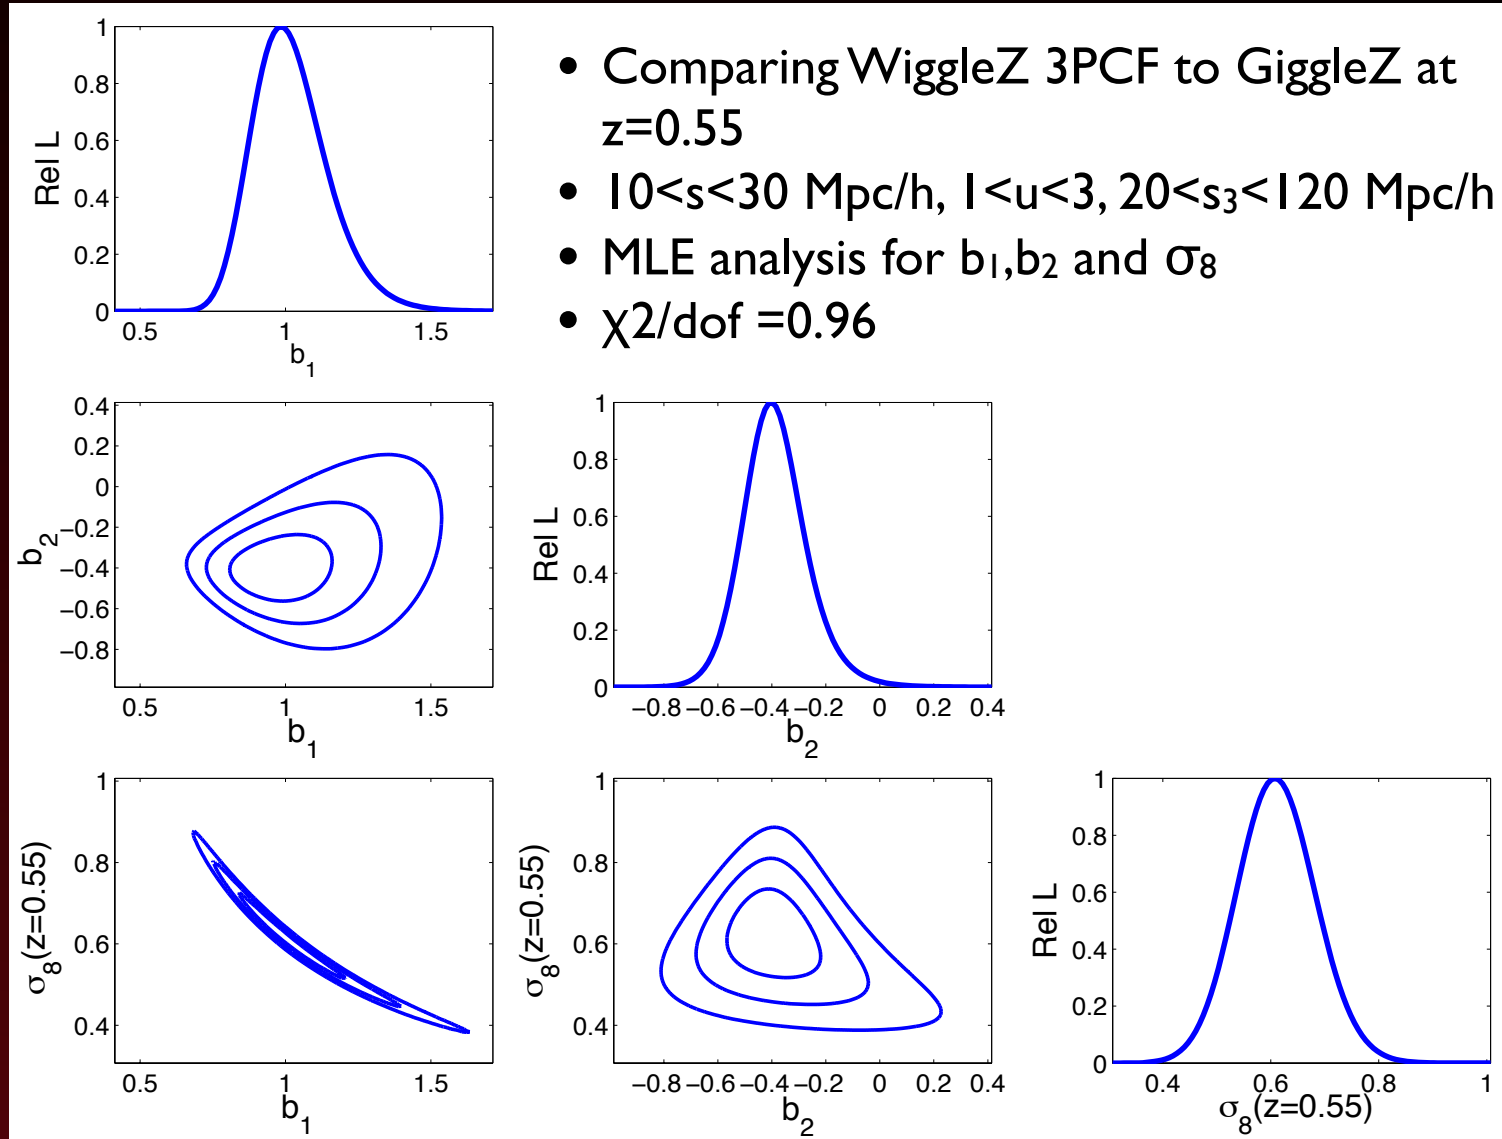 • Comparing WiggleZ 3PCF to GiggleZ at
z=0.55
• 10<s<30 Mpc/h, 1<u<3, 20<s₃<120 Mpc/h
• MLE analysis for b₁,b₂ and σ₈
• χ2/dof =0.96
1
0.8
0.6
0.4
0.2
0
Rel L
0.5 1 1.5
b₁
0.4
0.2
0
−0.2
−0.4
−0.6
−0.8
b₂
0.5 1 1.5
b₁
1
0.8
0.6
0.4
0.2
0
Rel L
−0.8 −0.6 −0.4 −0.2 0 0.2 0.4
b₂
1
0.8
0.6
0.4
σ₈(z=0.55)
0.5 1 1.5
b₁
1
0.8
0.6
0.4
σ₈(z=0.55)
−0.8 −0.6 −0.4 −0.2 0 0.2 0.4
b₂
1
0.8
0.6
0.4
0.2
0
Rel L
0.4 0.6 0.8 1
σ₈(z=0.55)